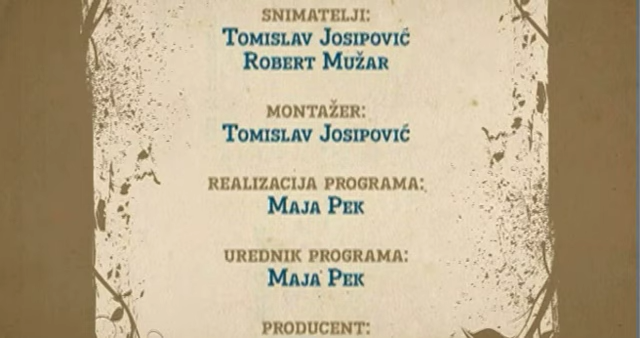 SNIMATELJI:
TOMISLAV JOSIPOVIĆ
ROBERT MUŽAR
MONTAŽER:
TOMISLAV JOSIPOVIĆ
REALIZACIJA PROGRAMA:
MAJA PEK
UREDNIK PROGRAMA:
MAJA PEK
PRODUCENT: